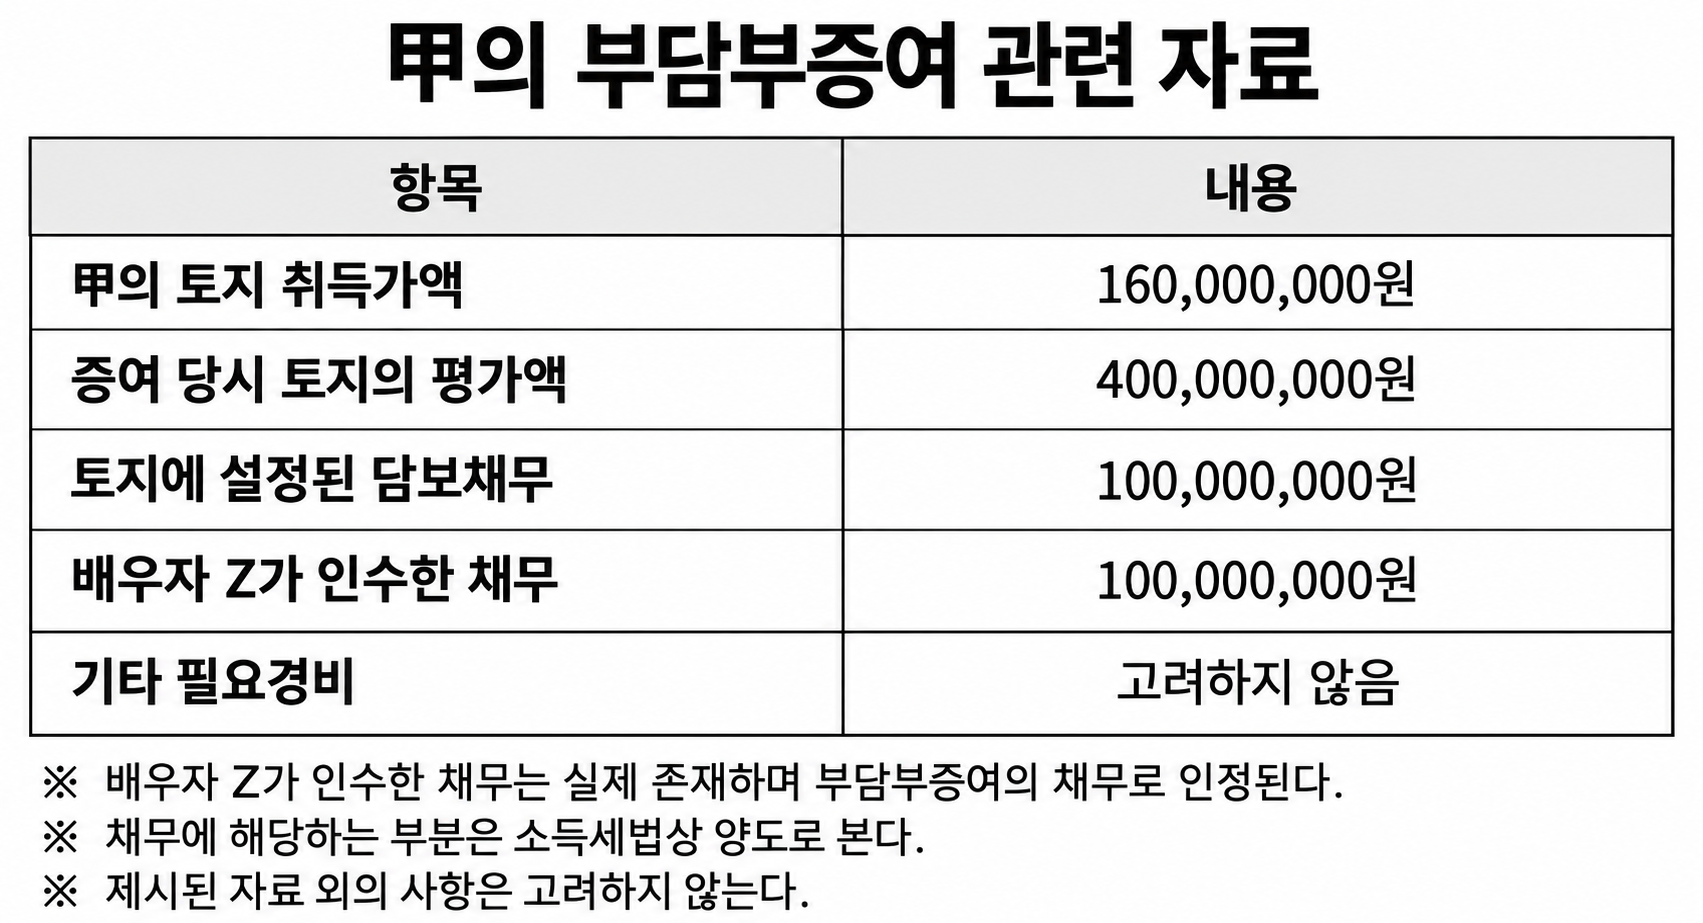 甲의 부담부증여 관련 자료
항목 내용
甲의 토지 취득가액 160,000,000원
증여 당시 토지의 평가액 400,000,000원
토지에 설정된 담보채무 100,000,000원
배우자 Z가 인수한 채무 100,000,000원
기타 필요경비 고려하지 않음
※ 배우자 Z가 인수한 채무는 실제 존재하며 부담부증여의 채무로 인정된다.
※ 채무에 해당하는 부분은 소득세법상 양도로 본다.
※ 제시된 자료 외의 사항은 고려하지 않는다.